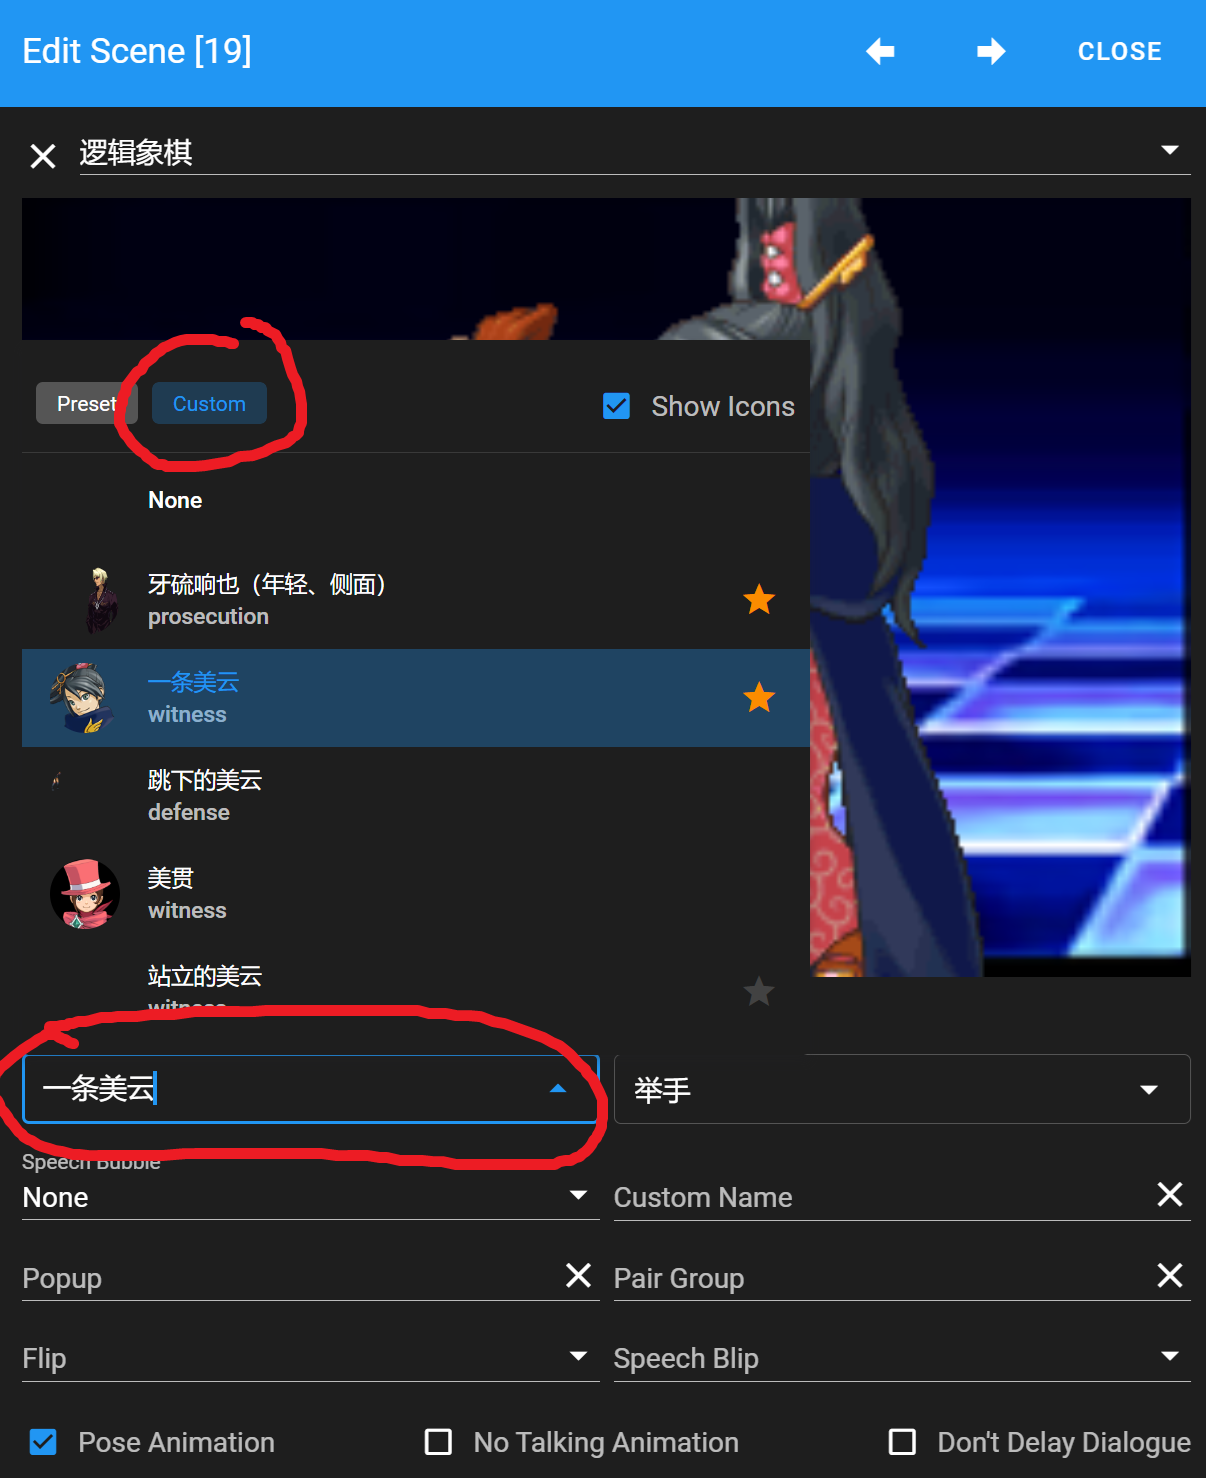 Edit Scene [19]
CLOSE
逻辑象棋
Preset
Custom
Show Icons
None
牙硫响也（年轻、侧面）
prosecution
一条美云
witness
跳下的美云
defense
美贯
witness
站立的美云
witness
一条美云
举手
Speech Bubble
None
Custom Name
Popup
Pair Group
Flip
Speech Blip
Pose Animation
No Talking Animation
Don't Delay Dialogue